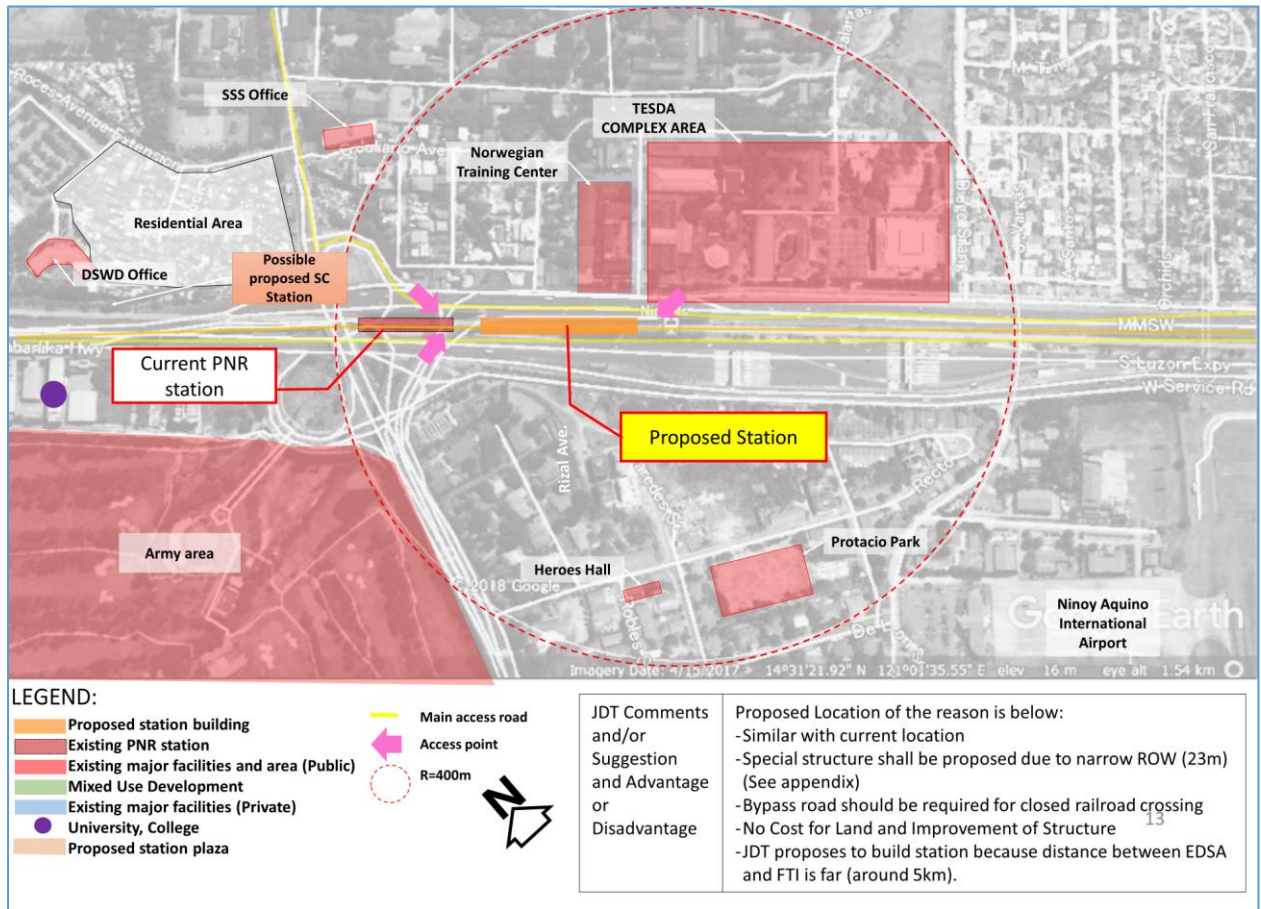 SSS Office
Roces-Avenue-Extension
TESDA
COMPLEX AREA
Norwegian
Training Center
Residential Area
DSWD Office
Possible
proposed SC
Station
MMSW
Orchids
A-Santos
Current PNR
station
S-Luzon-Expy
W-Service-Rd
Proposed Station
Rizal Ave.
Recto
Army area
Protacio Park
Heroes Hall
© 2018 Google
Ninoy Aquino
International
Airport
Imagery Date: 4/15/2017 14°31'21.92" N 121°01'35.55" E elev 16 m eye alt 1.54 km
LEGEND:
Proposed station building
Existing PNR station
Existing major facilities and area (Public)
Mixed Use Development
Existing major facilities (Private)
University, College
Proposed station plaza
Main access road
Access point
R=400m
N
JDT Comments
and/or
Suggestion
and Advantage
or
Disadvantage
Proposed Location of the reason is below:
-Similar with current location
-Special structure shall be proposed due to narrow ROW (23m)
(See appendix)
-Bypass road should be required for closed railroad crossing
-No Cost for Land and Improvement of Structure
-JDT proposes to build station because distance between EDSA
and FTI is far (around 5km).
13